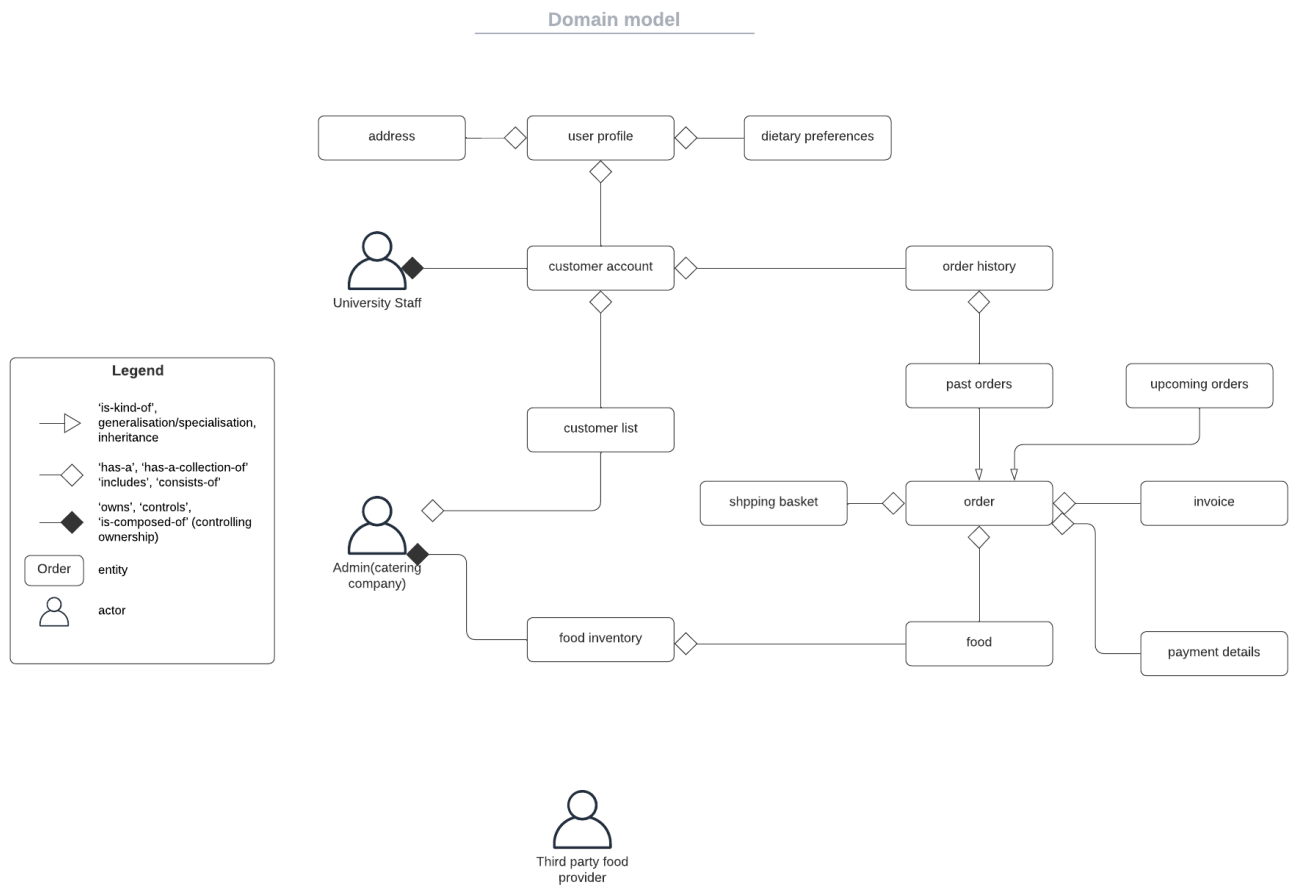 Domain model
address
user profile
dietary preferences
customer account
order history
University Staff
Legend
‘is-kind-of’,
generalisation/specialisation,
inheritance
‘has-a’, ‘has-a-collection-of’
‘includes’, ‘consists-of’
‘owns’, ‘controls’,
‘is-composed-of’ (controlling
ownership)
Order
entity
actor
past orders
upcoming orders
customer list
shpping basket
order
invoice
Admin(catering
company)
food inventory
food
payment details
Third party food
provider